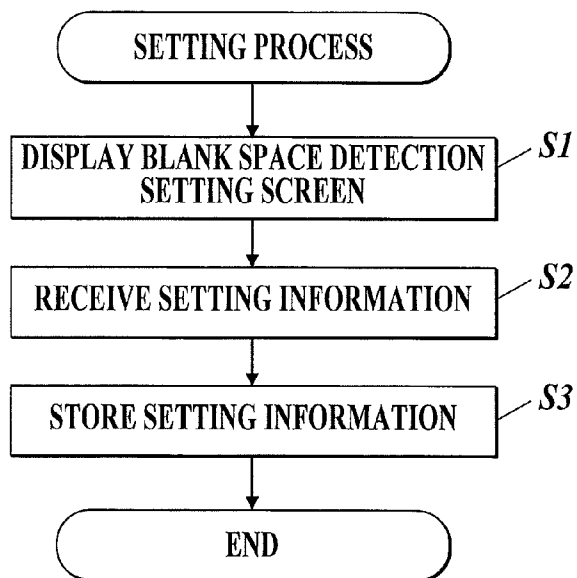 SETTING PROCESS
DISPLAY BLANK SPACE DETECTION
SETTING SCREEN
S1
RECEIVE SETTING INFORMATION
S2
STORE SETTING INFORMATION
S3
END